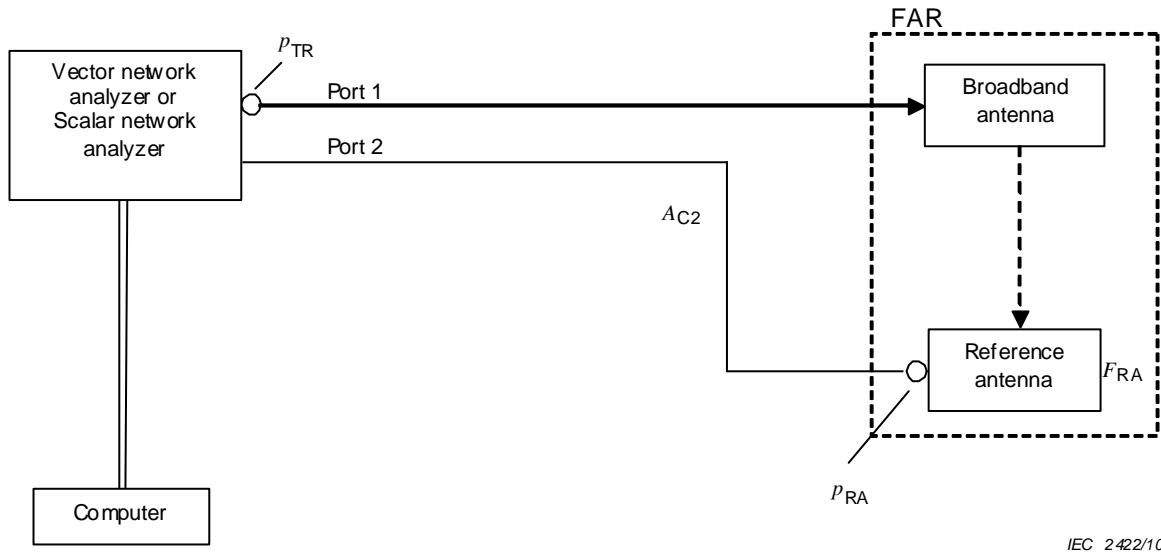 FAR
pTR
Vector network
analyzer or
Scalar network
analyzer
Port 1
Broadband
antenna
Port 2
AC2
Reference
antenna
FRA
pRA
Computer
IEC 2422/10